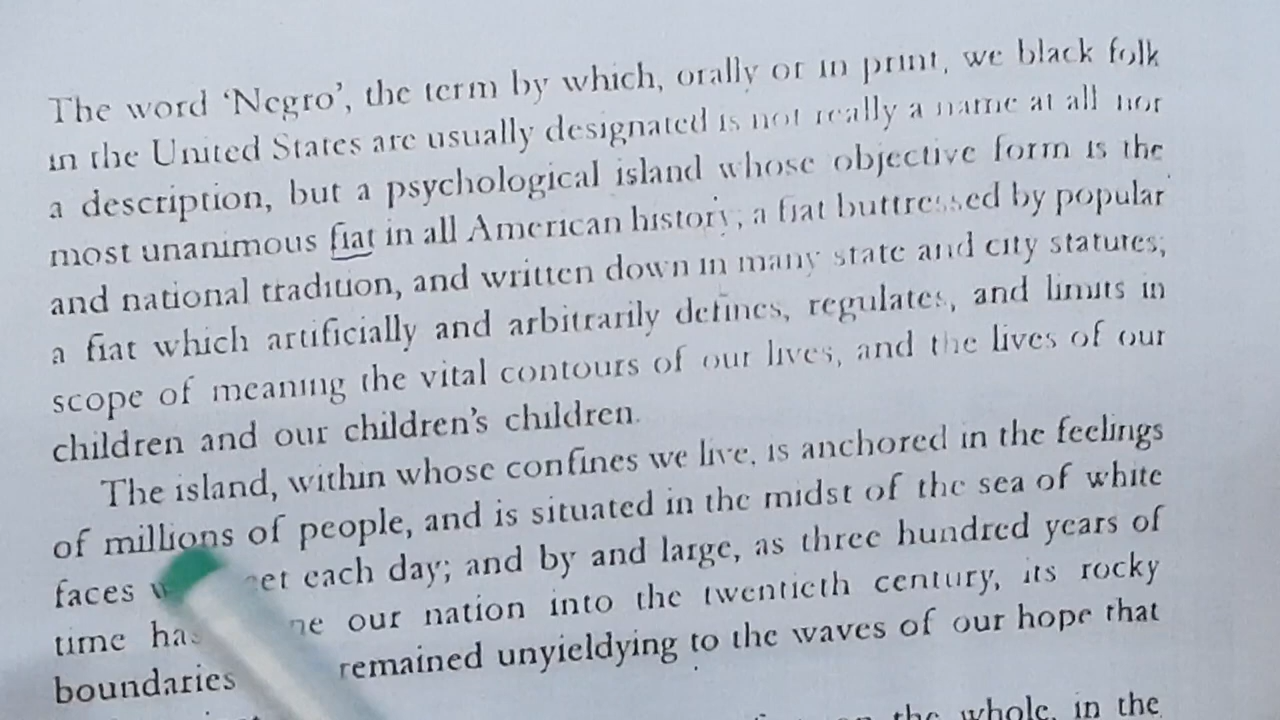 The word ‘Negro’, the term by which, orally or in print, we black folk
in the United States are usually designated is not really a name at all nor
a description, but a psychological island whose objective form is the
most unanimous fiat in all American history; a fiat buttressed by popular
and national tradition, and written down in many state and city statutes;
a fiat which artificially and arbitrarily defines, regulates, and limits in
scope of meaning the vital contours of our lives, and the lives of our
children and our children’s children.
The island, within whose confines we live, is anchored in the feelings
of millions of people, and is situated in the midst of the sea of white
faces each day; and by and large, as three hundred years of
time has our nation into the twentieth century, its rocky
boundaries remained unyieldying to the waves of our hope that
the whole, in the